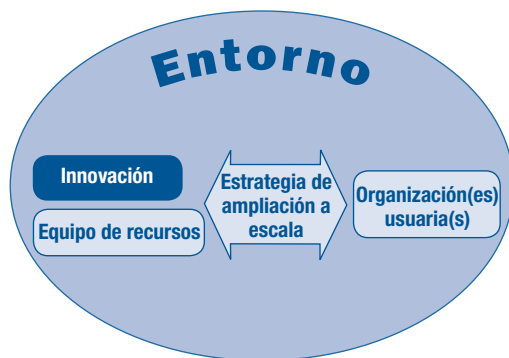 Entorno
Innovación
Equipo de recursos
Estrategia de
ampliación a
escala
Organización(es)
usuaria(s)